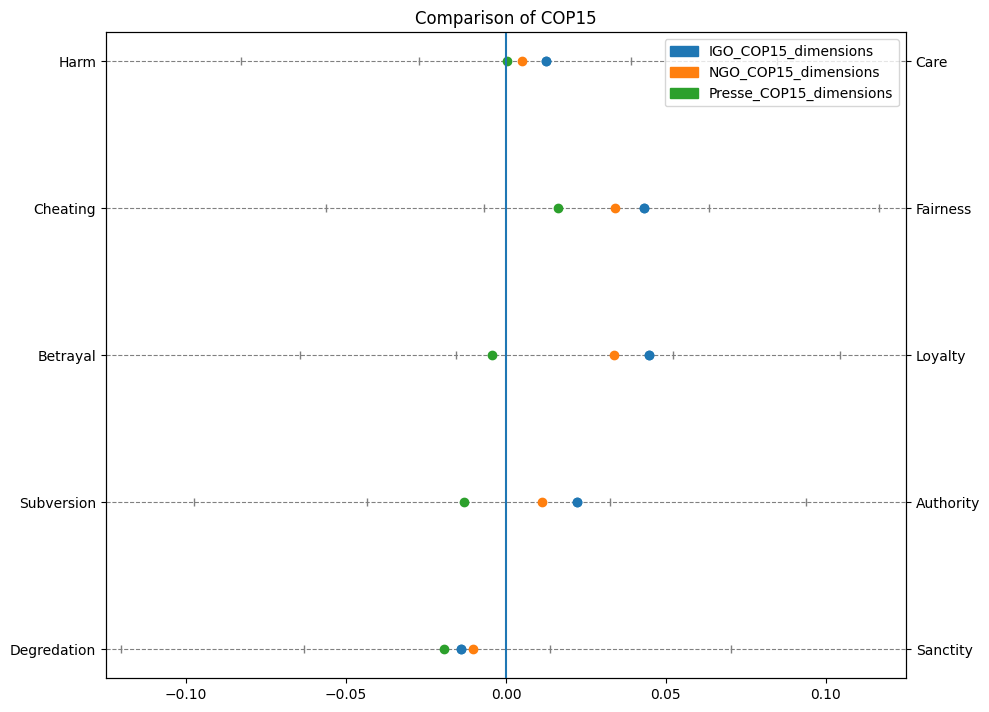 Comparison of COP15
IGO_COP15_dimensions
NGO_COP15_dimensions
Presse_COP15_dimensions
Harm
Care
Cheating
Fairness
Betrayal
Loyalty
Subversion
Authority
Degredation
Sanctity
−0.10
−0.05
0.00
0.05
0.10